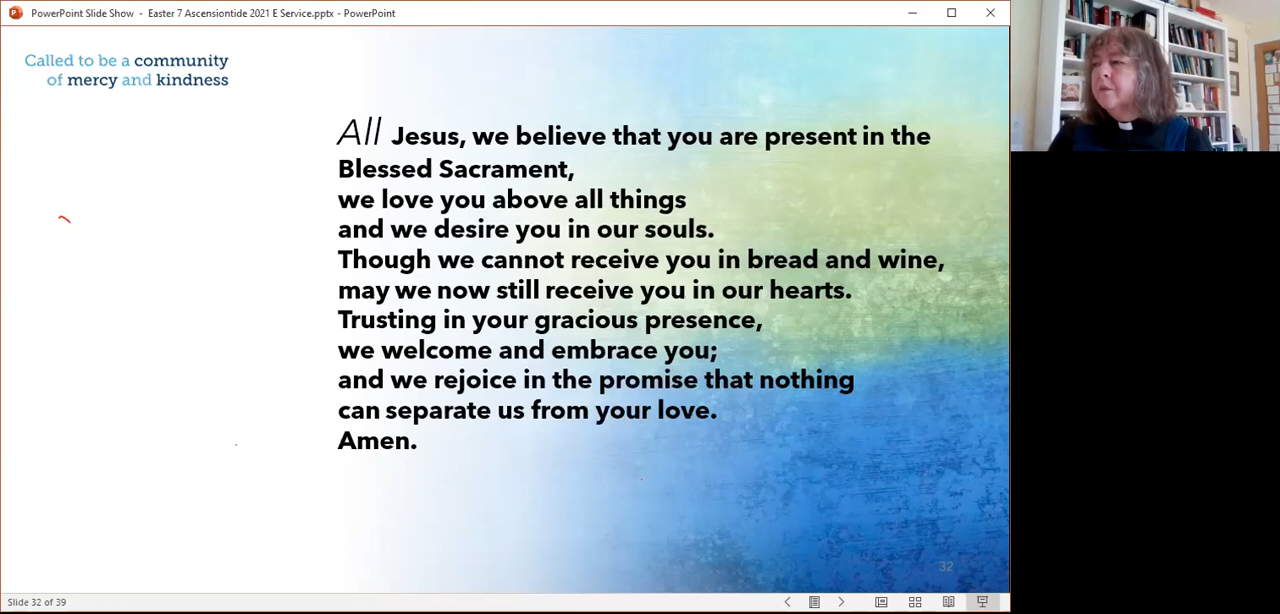 PowerPoint Slide Show - Easter 7 Ascensiontide 2021 E Service.pptx - PowerPoint
Called to be a community
of mercy and kindness
All Jesus, we believe that you are present in the
Blessed Sacrament,
we love you above all things
and we desire you in our souls.
Though we cannot receive you in bread and wine,
may we now still receive you in our hearts.
Trusting in your gracious presence,
we welcome and embrace you;
and we rejoice in the promise that nothing
can separate us from your love.
Amen.
32
Slide 32 of 39